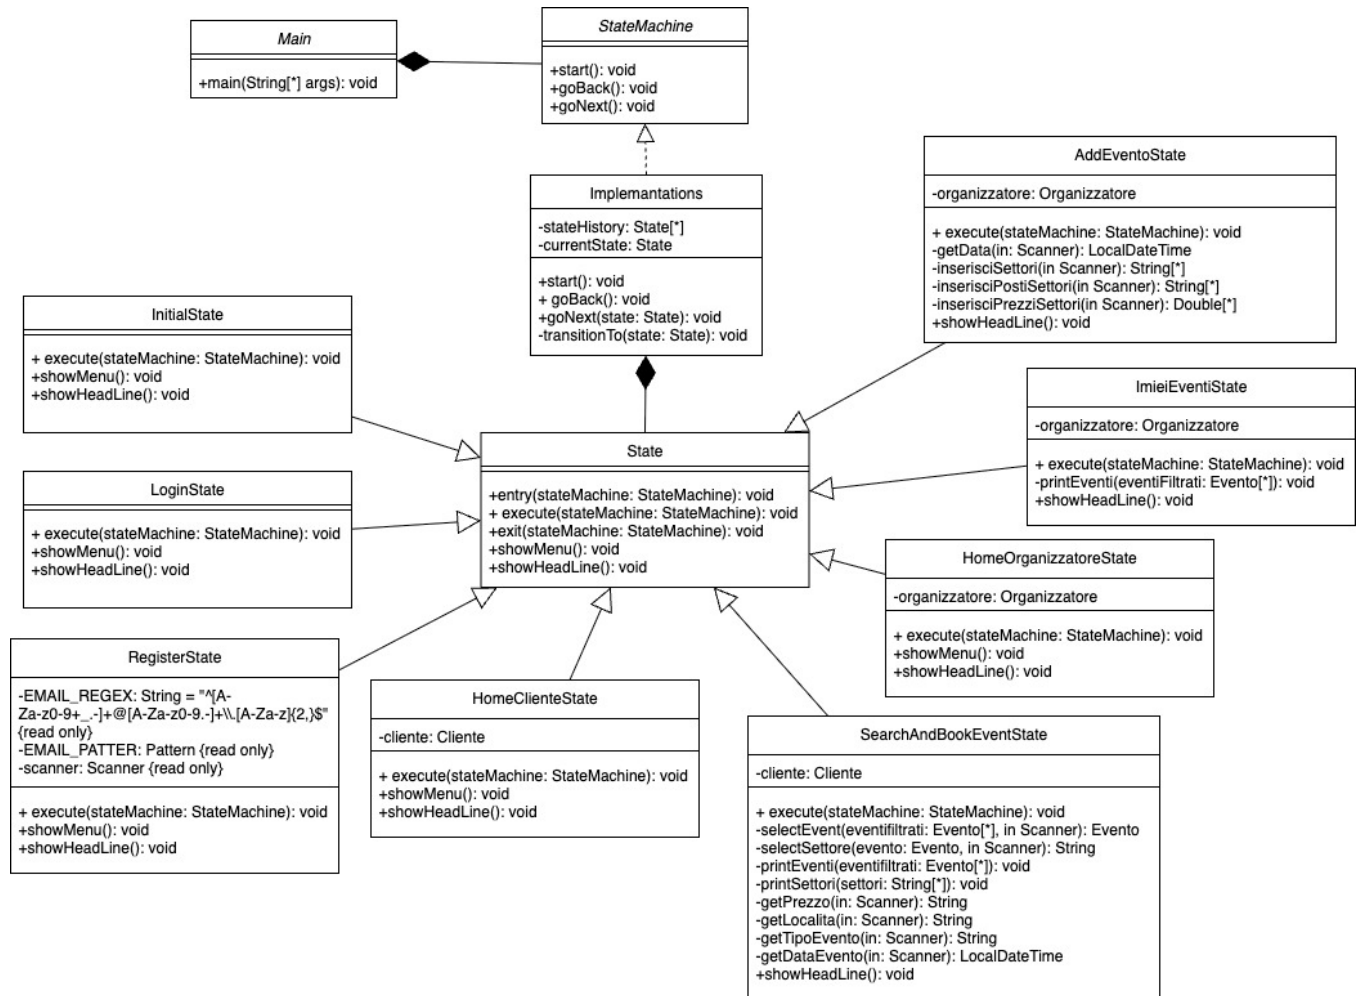 Main
+main(String[*] args): void
StateMachine
+start(): void
+goBack(): void
+goNext(): void
Implemantations
-stateHistory: State[*]
-currentState: State
+start(): void
+ goBack(): void
+goNext(state: State): void
-transitionTo(state: State): void
AddEventoState
-organizzatore: Organizzatore
+ execute(stateMachine: StateMachine): void
-getData(in: Scanner): LocalDateTime
-inserisciSettori(in Scanner): String[*]
-inserisciPostiSettori(in Scanner): String[*]
-inserisciPrezziSettori(in Scanner): Double[*]
+showHeadLine(): void
InitialState
+ execute(stateMachine: StateMachine): void
+showMenu(): void
+showHeadLine(): void
ImieiEventiState
-organizzatore: Organizzatore
+ execute(stateMachine: StateMachine): void
-printEventi(eventiFiltrati: Evento[*]): void
+showHeadLine(): void
State
+entry(stateMachine: StateMachine): void
+ execute(stateMachine: StateMachine): void
+exit(stateMachine: StateMachine): void
+showMenu(): void
+showHeadLine(): void
LoginState
+ execute(stateMachine: StateMachine): void
+showMenu(): void
+showHeadLine(): void
HomeOrganizzatoreState
-organizzatore: Organizzatore
+ execute(stateMachine: StateMachine): void
+showMenu(): void
+showHeadLine(): void
RegisterState
-EMAIL_REGEX: String = "^[A-
Za-z0-9+_.-]+@[A-Za-z0-9.-]+\\.[A-Za-z]{2,}$"
{read only}
-EMAIL_PATTER: Pattern {read only}
-scanner: Scanner {read only}
+ execute(stateMachine: StateMachine): void
+showMenu(): void
+showHeadLine(): void
HomeClienteState
-cliente: Cliente
+ execute(stateMachine: StateMachine): void
+showMenu(): void
+showHeadLine(): void
SearchAndBookEventState
-cliente: Cliente
+ execute(stateMachine: StateMachine): void
-selectEvent(eventifiltrati: Evento[*], in Scanner): Evento
-selectSettore(evento: Evento, in Scanner): String
-printEventi(eventifiltrati: Evento[*]): void
-printSettori(settori: String[*]): void
-getPrezzo(in: Scanner): String
-getLocalita(in: Scanner): String
-getTipoEvento(in: Scanner): String
-getDataEvento(in: Scanner): LocalDateTime
+showHeadLine(): void